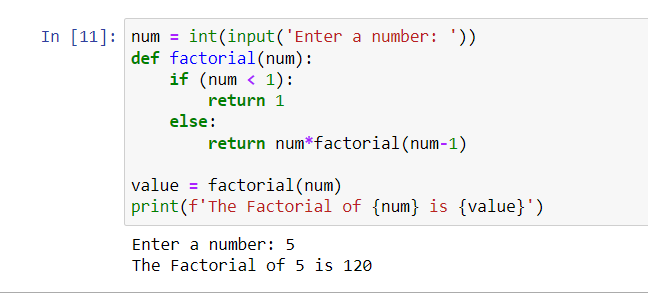 In [11]: num = int(input('Enter a number: '))
def factorial(num):
    if (num < 1):
        return 1
    else:
        return num*factorial(num-1)

value = factorial(num)
print(f'The Factorial of {num} is {value}')
Enter a number: 5
The Factorial of 5 is 120